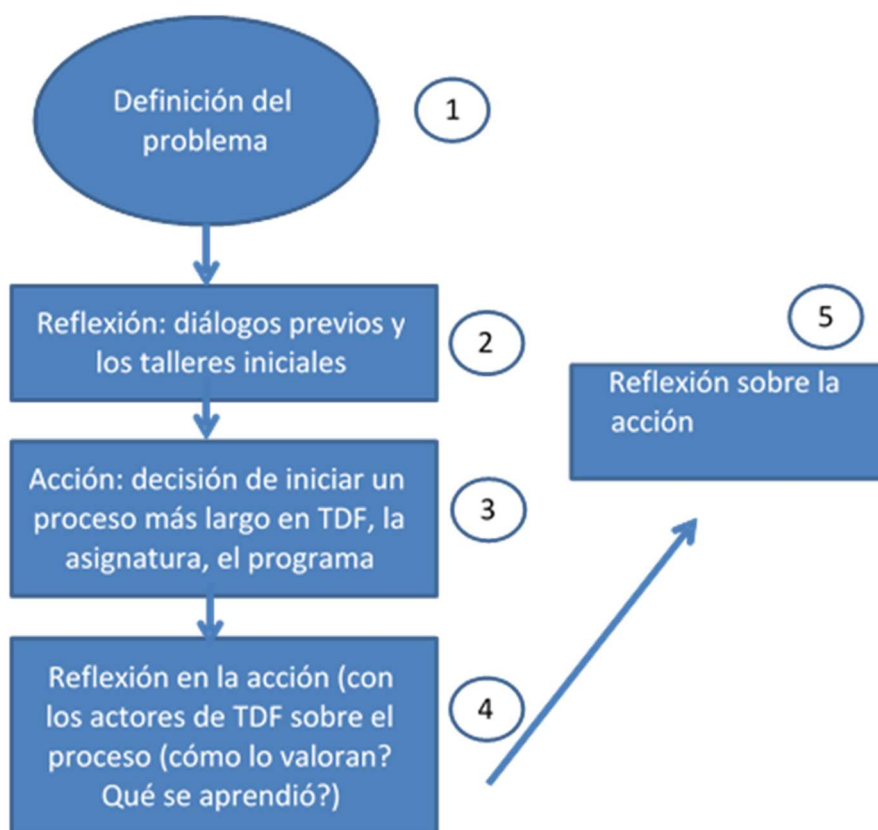 Definición del
problema
1
Reflexión: diálogos previos y
los talleres iniciales
2
Acción: decisión de iniciar un
proceso más largo en TDF, la
asignatura, el programa
3
Reflexión en la acción (con
los actores de TDF sobre el
proceso (cómo lo valoran?
Qué se aprendió?)
4
5
Reflexión sobre la
acción